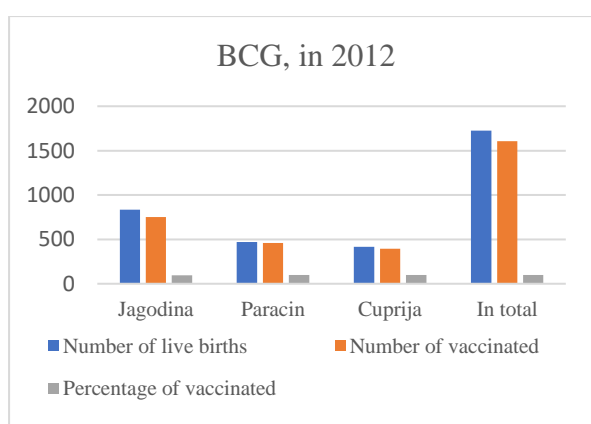 BCG, in 2012
2000
1500
1000
500
0
Jagodina Paracin Cuprija In total
Number of live births Number of vaccinated
Percentage of vaccinated